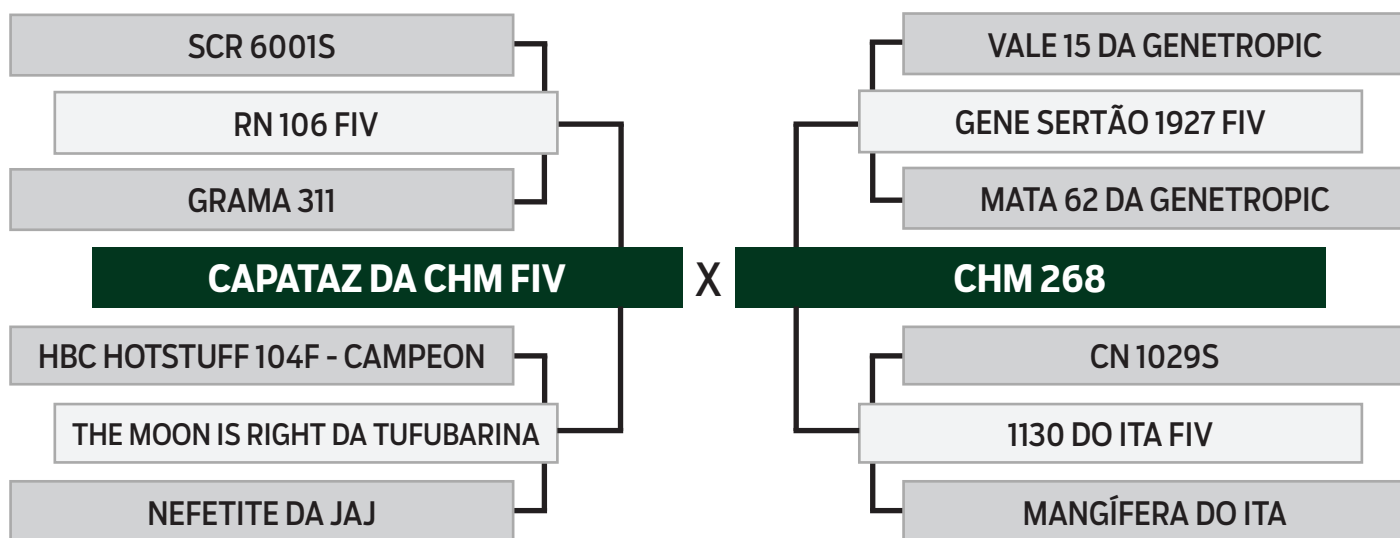 SCR 6001S
RN 106 FIV
GRAMA 311
CAPATAZ DA CHM FIV
HBC HOTSTUFF 104F - CAMPEON
THE MOON IS RIGHT DA TUFUBARINA
NEFETITE DA JAJ
X
VALE 15 DA GENETROPIC
GENE SERTÃO 1927 FIV
MATA 62 DA GENETROPIC
CHM 268
CN 1029S
1130 DO ITA FIV
MANGÍFERA DO ITA